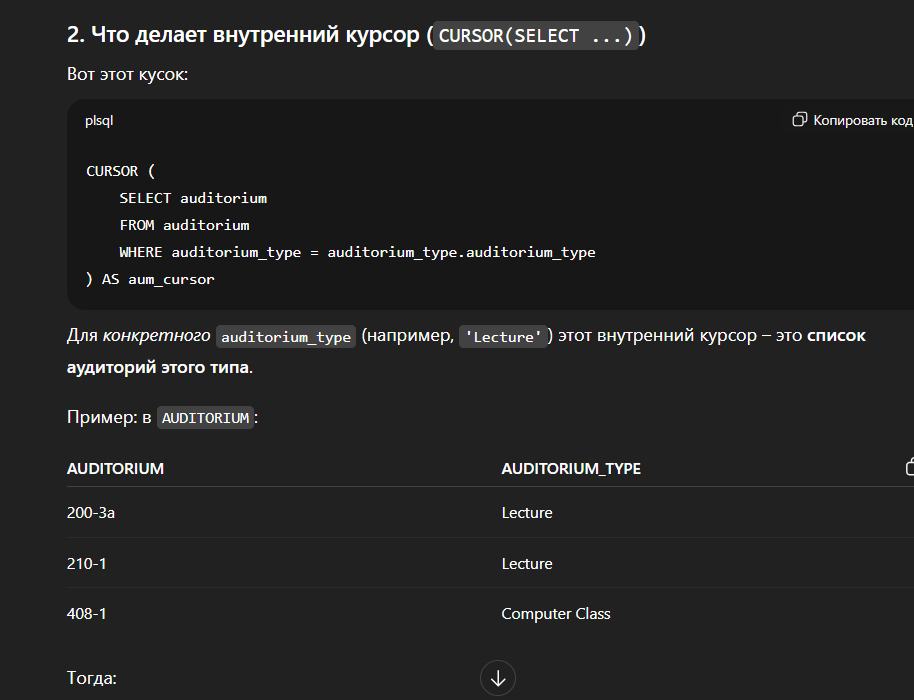 2. Что делает внутренний курсор (CURSOR(SELECT ...))
Вот этот кусок:
plsql
Копировать код
CURSOR (
    SELECT auditorium
    FROM auditorium
    WHERE auditorium_type = auditorium_type.auditorium_type
) AS aum_cursor
Для конкретного auditorium_type (например, 'Lecture') этот внутренний курсор – это список
аудиторий этого типа.
Пример: в AUDITORIUM:
AUDITORIUM AUDITORIUM_TYPE
200-3a Lecture
210-1 Lecture
408-1 Computer Class
Тогда: